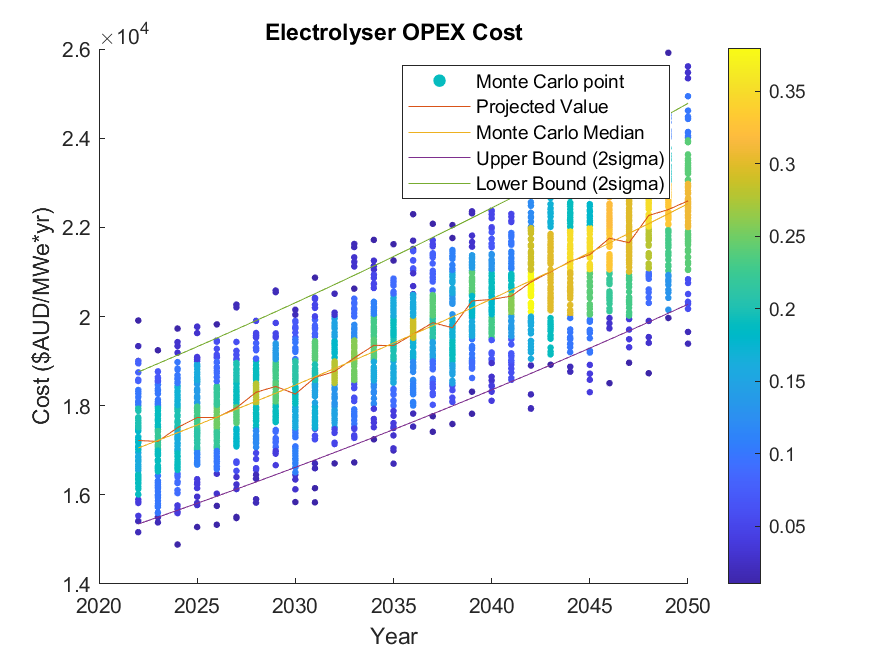 Electrolyser OPEX Cost
×10⁴
2.6
2.4
2.2
2
1.8
1.6
1.4
Cost ($AUD/MWe*yr)
2020
2025
2030
2035
2040
2045
2050
Year
Monte Carlo point
Projected Value
Monte Carlo Median
Upper Bound (2sigma)
Lower Bound (2sigma)
0.35
0.3
0.25
0.2
0.15
0.1
0.05